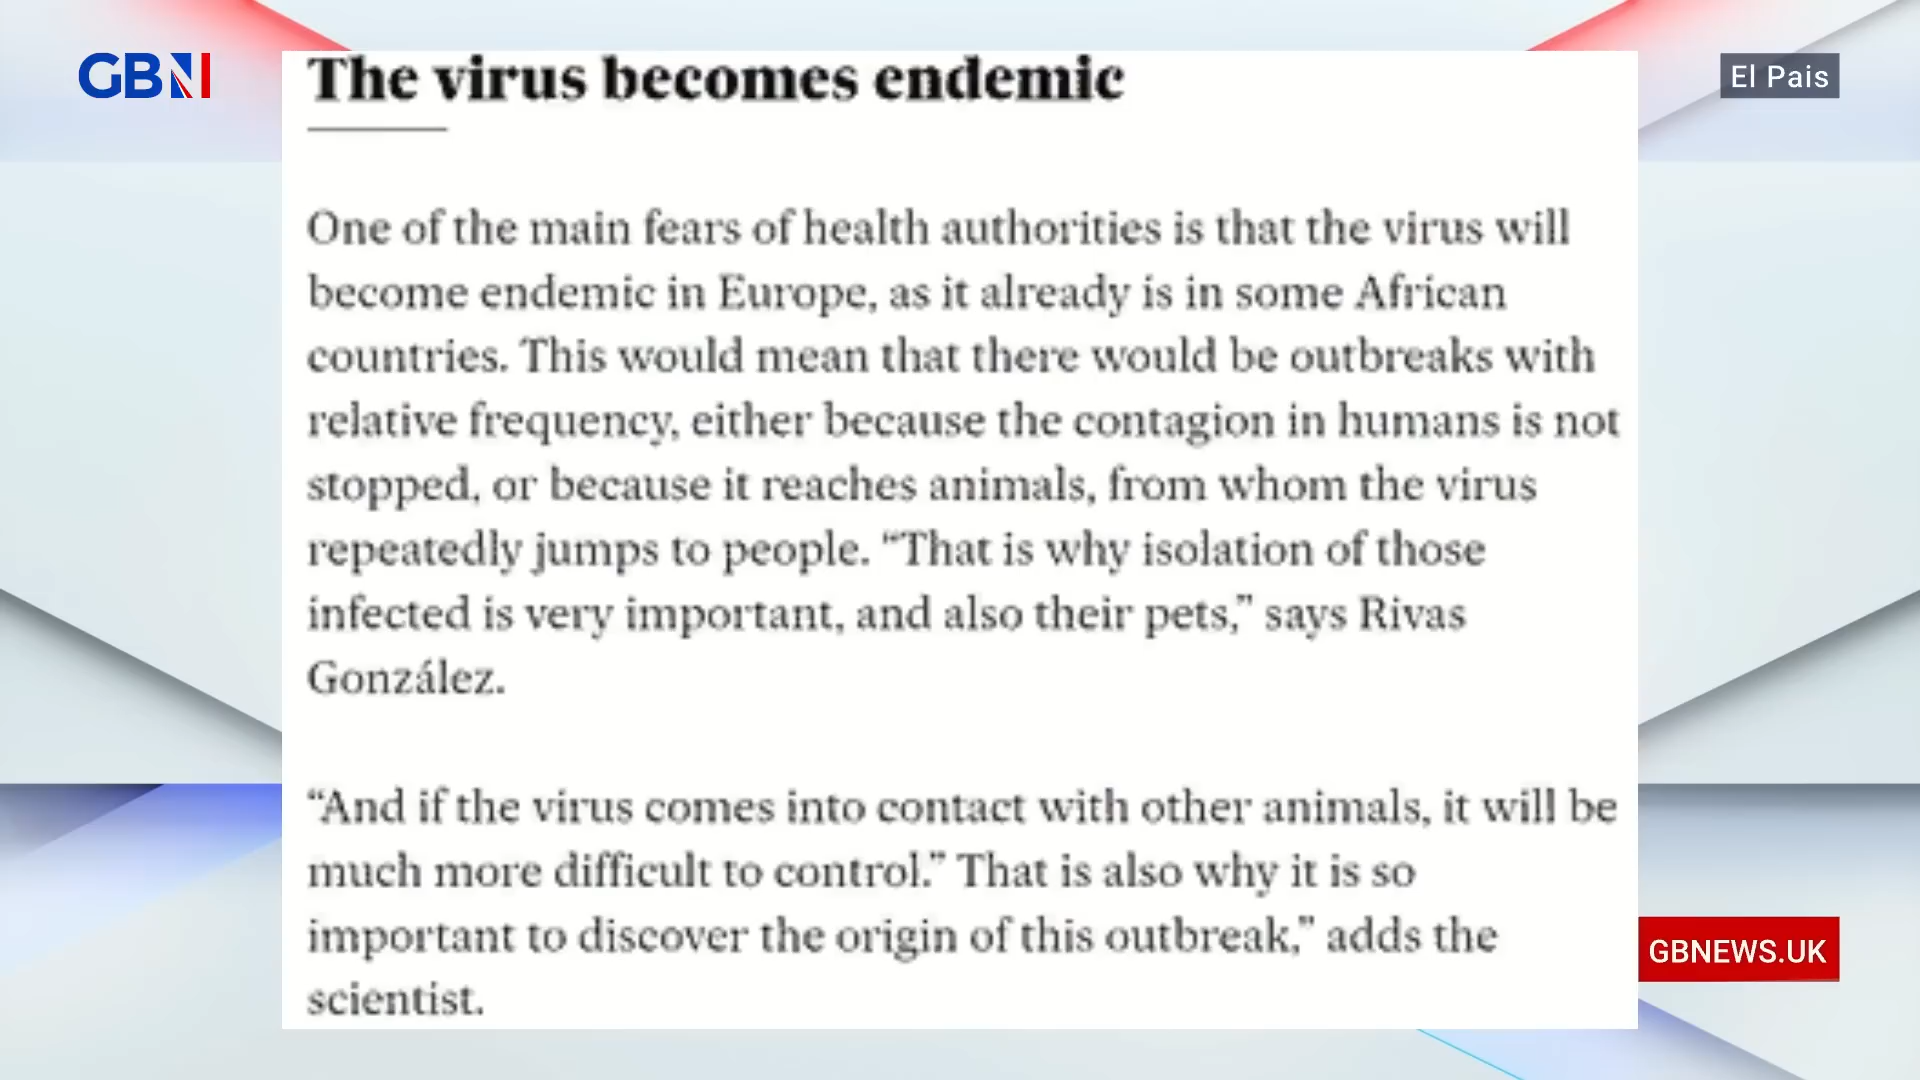 GBN
El Pais
The virus becomes endemic
One of the main fears of health authorities is that the virus will
become endemic in Europe, as it already is in some African
countries. This would mean that there would be outbreaks with
relative frequency, either because the contagion in humans is not
stopped, or because it reaches animals, from whom the virus
repeatedly jumps to people. “That is why isolation of those
infected is very important, and also their pets,” says Rivas
González.
“And if the virus comes into contact with other animals, it will be
much more difficult to control.” That is also why it is so
important to discover the origin of this outbreak,” adds the
scientist.
GBNEWS.UK